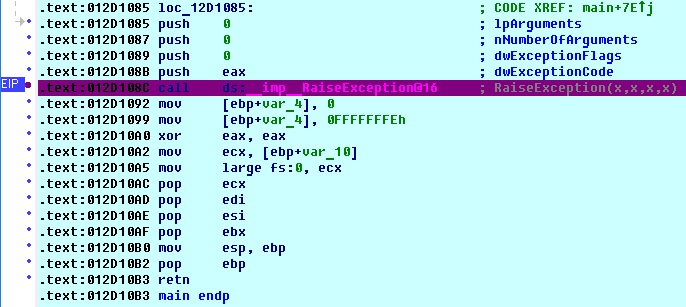 .text:012D1085 loc_12D1085: ; CODE XREF: main+7E↑j
.text:012D1085 push 0 ; lpArguments
.text:012D1087 push 0 ; nNumberOfArguments
.text:012D1089 push 0 ; dwExceptionFlags
.text:012D108B push eax ; dwExceptionCode
EIP .text:012D108C call ds:__imp__RaiseException@16 ; RaiseException(x,x,x,x)
.text:012D1092 mov [ebp+var_4], 0
.text:012D1099 mov [ebp+var_4], 0FFFFFFFEh
.text:012D10A0 xor eax, eax
.text:012D10A2 mov ecx, [ebp+var_10]
.text:012D10A5 mov large fs:0, ecx
.text:012D10AC pop ecx
.text:012D10AD pop edi
.text:012D10AE pop esi
.text:012D10AF pop ebx
.text:012D10B0 mov esp, ebp
.text:012D10B2 pop ebp
.text:012D10B3 retn
.text:012D10B3 main endp